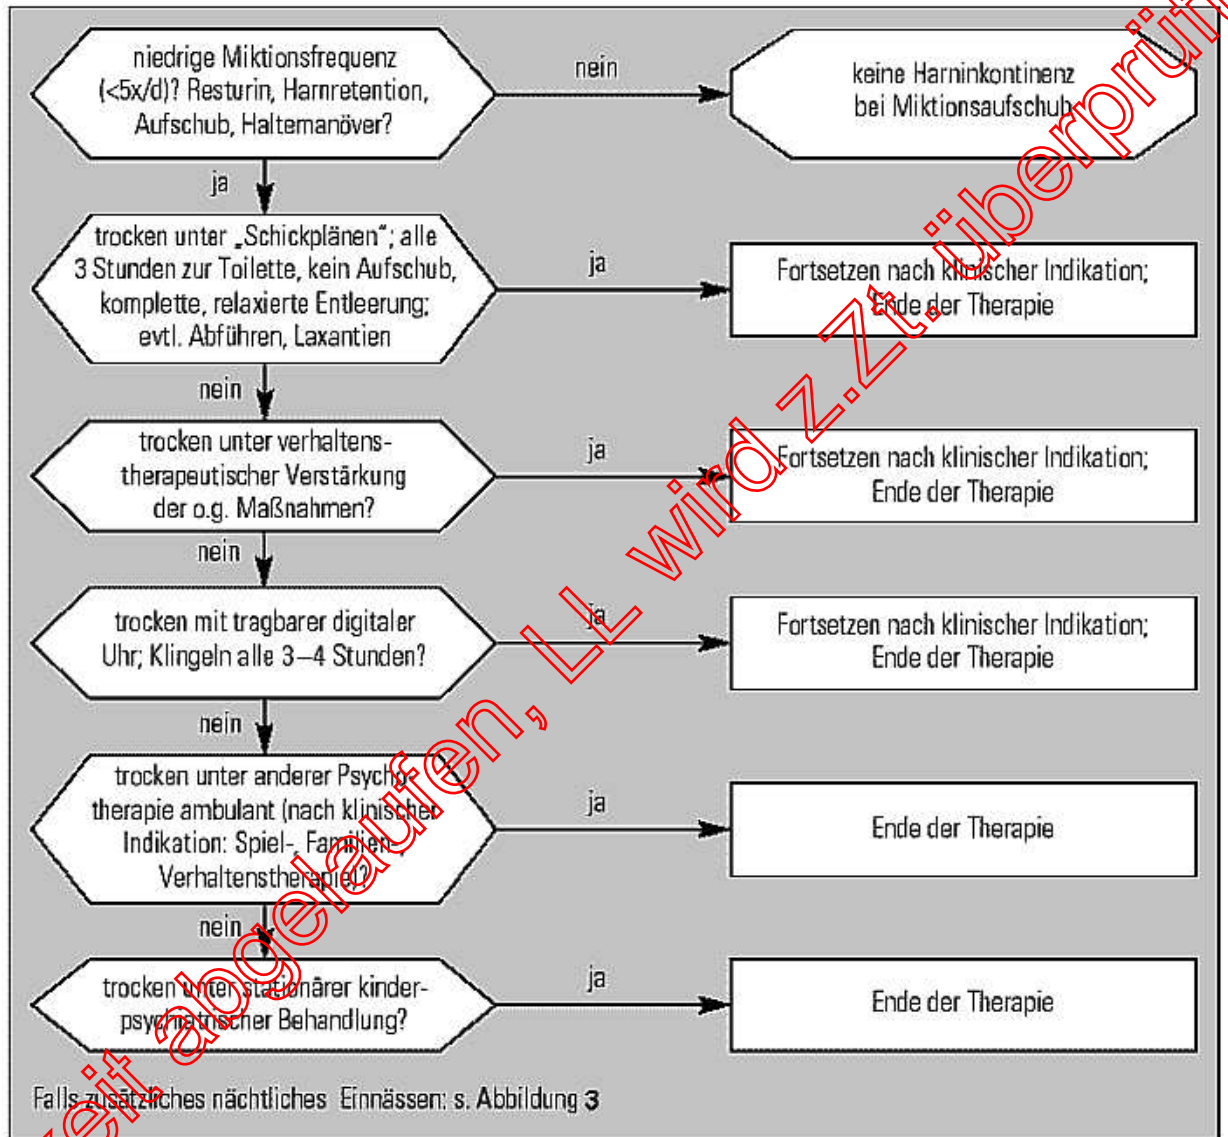 niedrige Miktionsfrequenz
(<5x/d)? Resturin, Harnretention,
Aufschub, Haltemanöver?
nein
keine Harninkontinenz
bei Miktionsaufschub
ja
trocken unter „Schickplänen“; alle
3 Stunden zur Toilette, kein Aufschub,
komplette, relaxierte Entleerung;
evtl. Abführen, Laxantien
ja
Fortsetzen nach klinischer Indikation;
Ende der Therapie
nein
trocken unter verhaltens-
therapeutischer Verstärkung
der o.g. Maßnahmen?
ja
Fortsetzen nach klinischer Indikation;
Ende der Therapie
nein
trocken mit tragbarer digitaler
Uhr; Klingeln alle 3–4 Stunden?
ja
Fortsetzen nach klinischer Indikation;
Ende der Therapie
nein
trocken unter anderer Psycho-
therapie ambulant (nach klinischer
Indikation: Spiel-, Familien-,
Verhaltenstherapie)?
ja
Ende der Therapie
nein
trocken unter stationärer kinder-
psychiatrischer Behandlung?
ja
Ende der Therapie
Falls zusätzliches nächtliches Einnässen: s. Abbildung 3
eit abgelaufen, LL wird z.Zt. überprüf